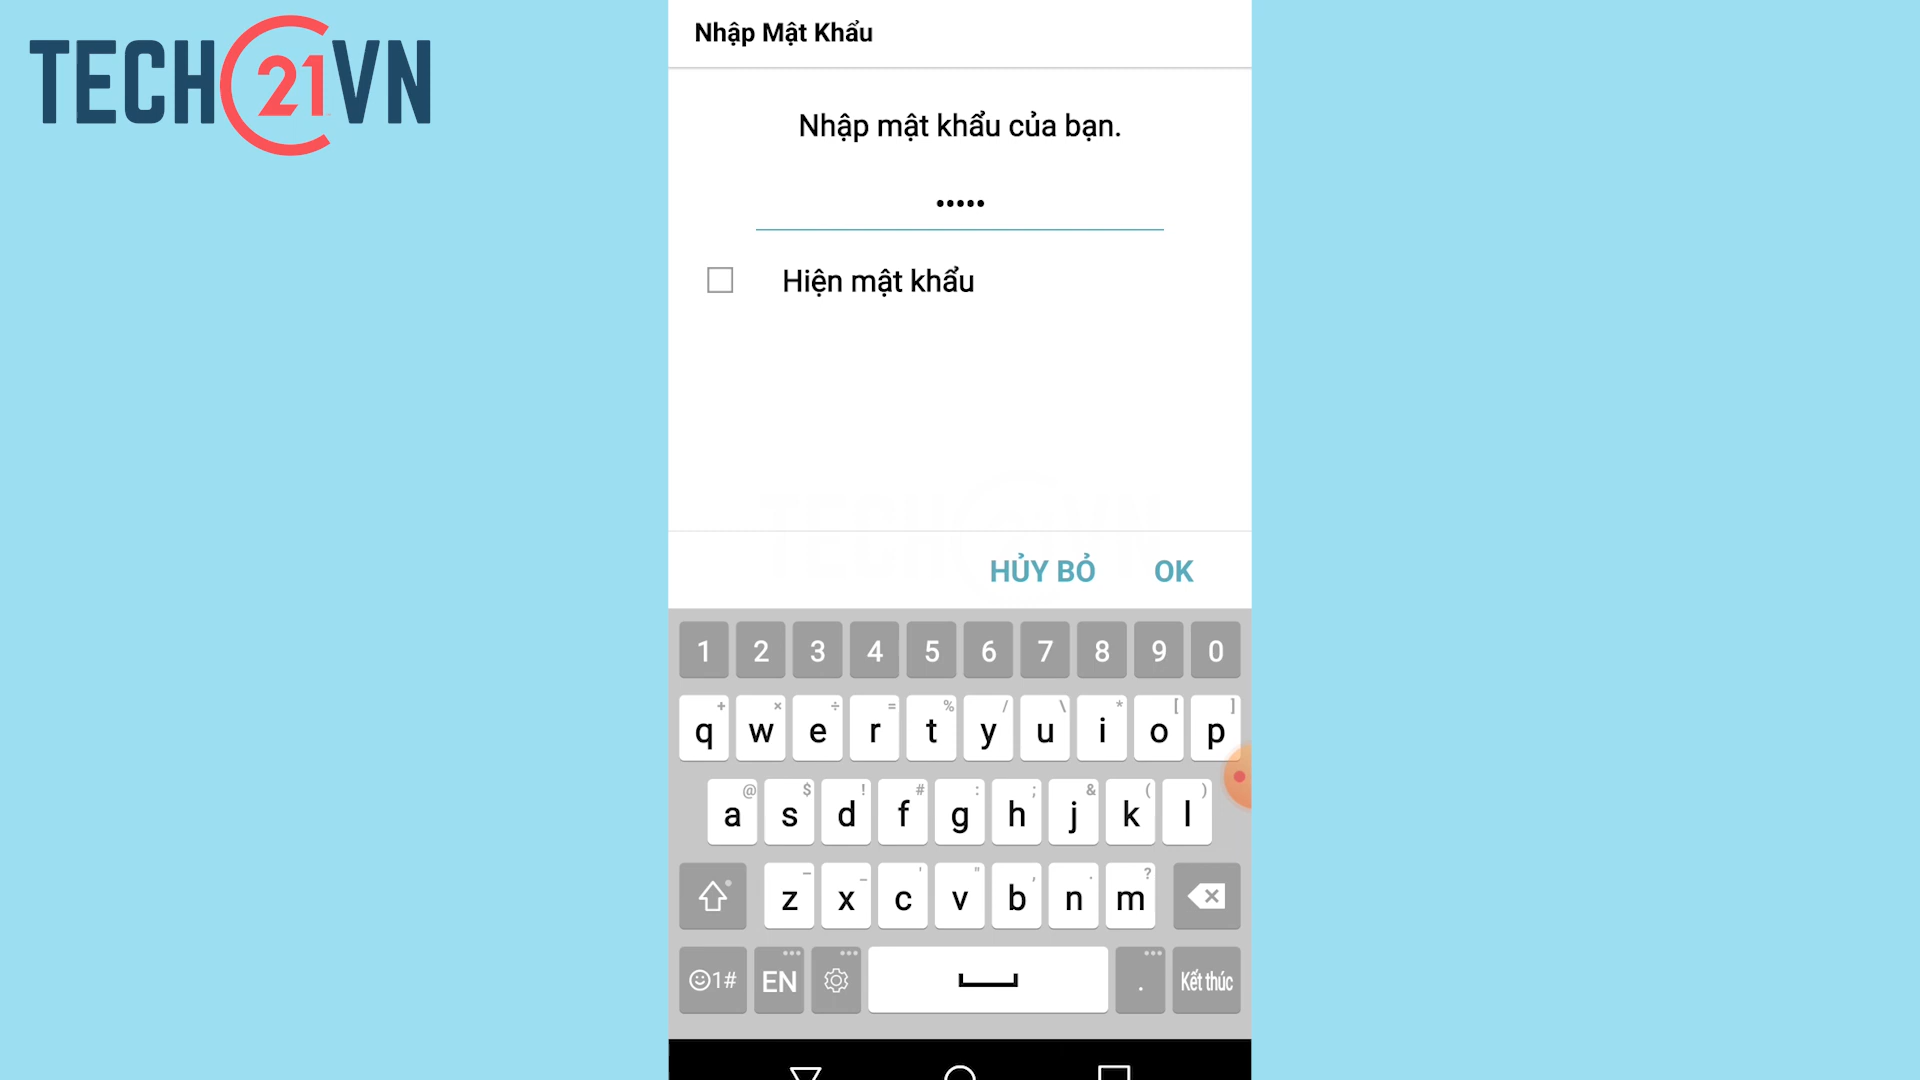 TECH21VN
Nhập Mật Khẩu
Nhập mật khẩu của bạn.
•••••
Hiện mật khẩu
TECH21VN
HỦY BỎ OK
1 2 3 4 5 6 7 8 9 0
+ × ÷ = % / \ * [ ]
q w e r t y u i o p
@ $ ! # : ; & ( )
a s d f g h j k l
– _ ' " , . ?
z x c v b n m
1# EN . Kết thúc